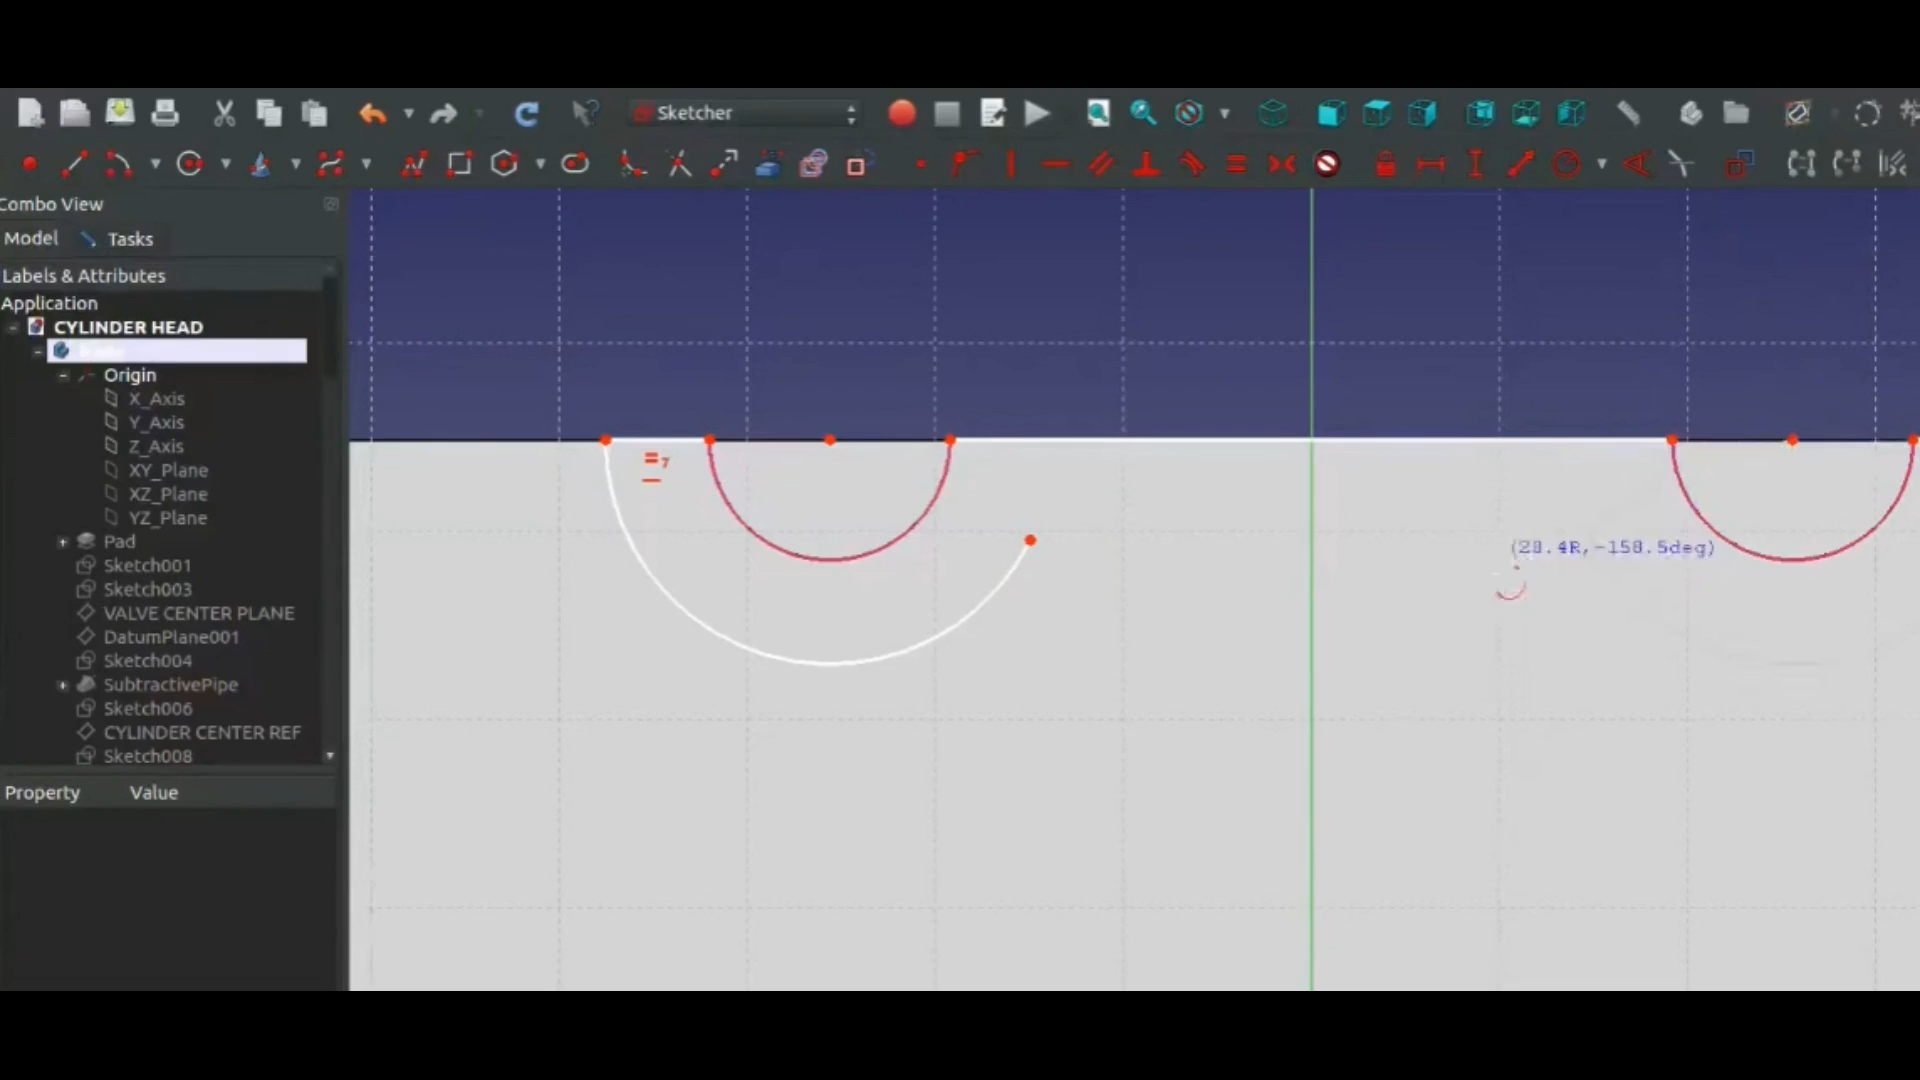 Sketcher
Combo View
Model
Tasks
Labels & Attributes
Application
CYLINDER HEAD
Origin
X_Axis
Y_Axis
Z_Axis
XY_Plane
XZ_Plane
YZ_Plane
Pad
Sketch001
Sketch003
VALVE CENTER PLANE
DatumPlane001
Sketch004
SubtractivePipe
Sketch006
CYLINDER CENTER REF
Sketch008
Property Value
7
(28.4R,-158.5deg)